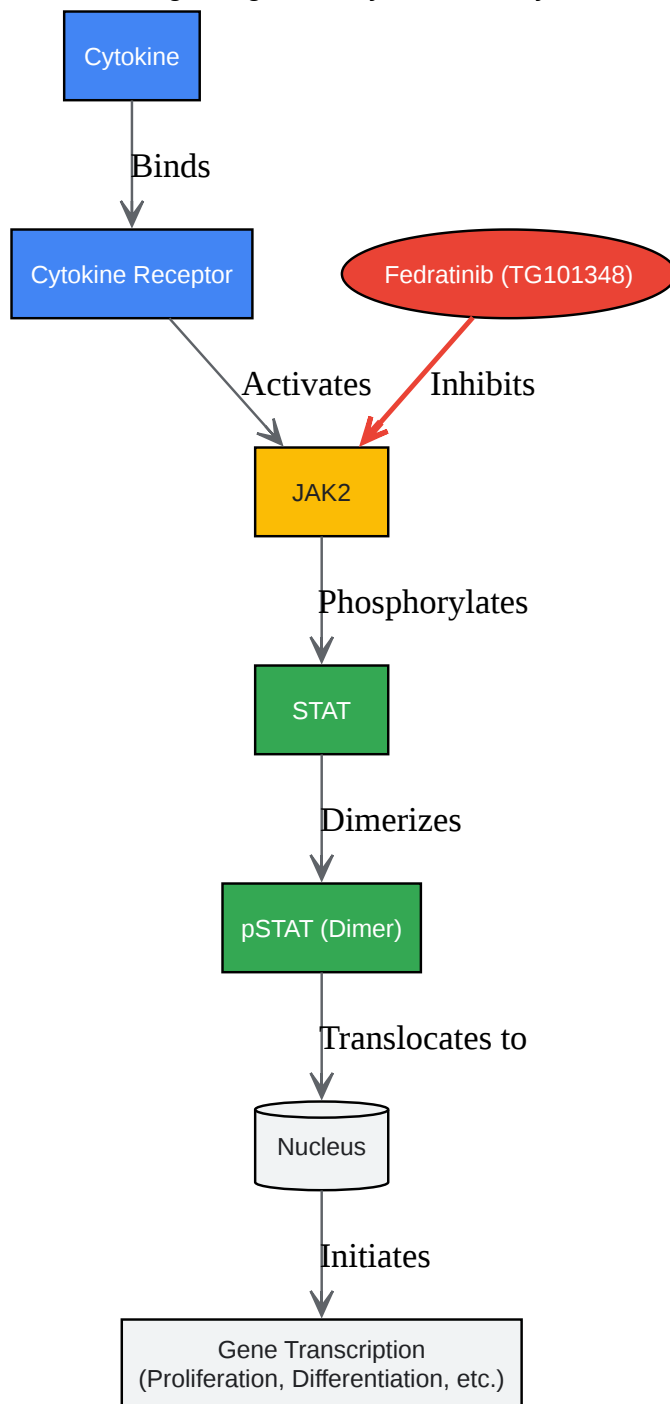 Cytokine
Binds
Cytokine Receptor
Fedratinib (TG101348)
Activates
Inhibits
JAK2
Phosphorylates
STAT
Dimerizes
pSTAT (Dimer)
Translocates to
Nucleus
Initiates
Gene Transcription
(Proliferation, Differentiation, etc.)